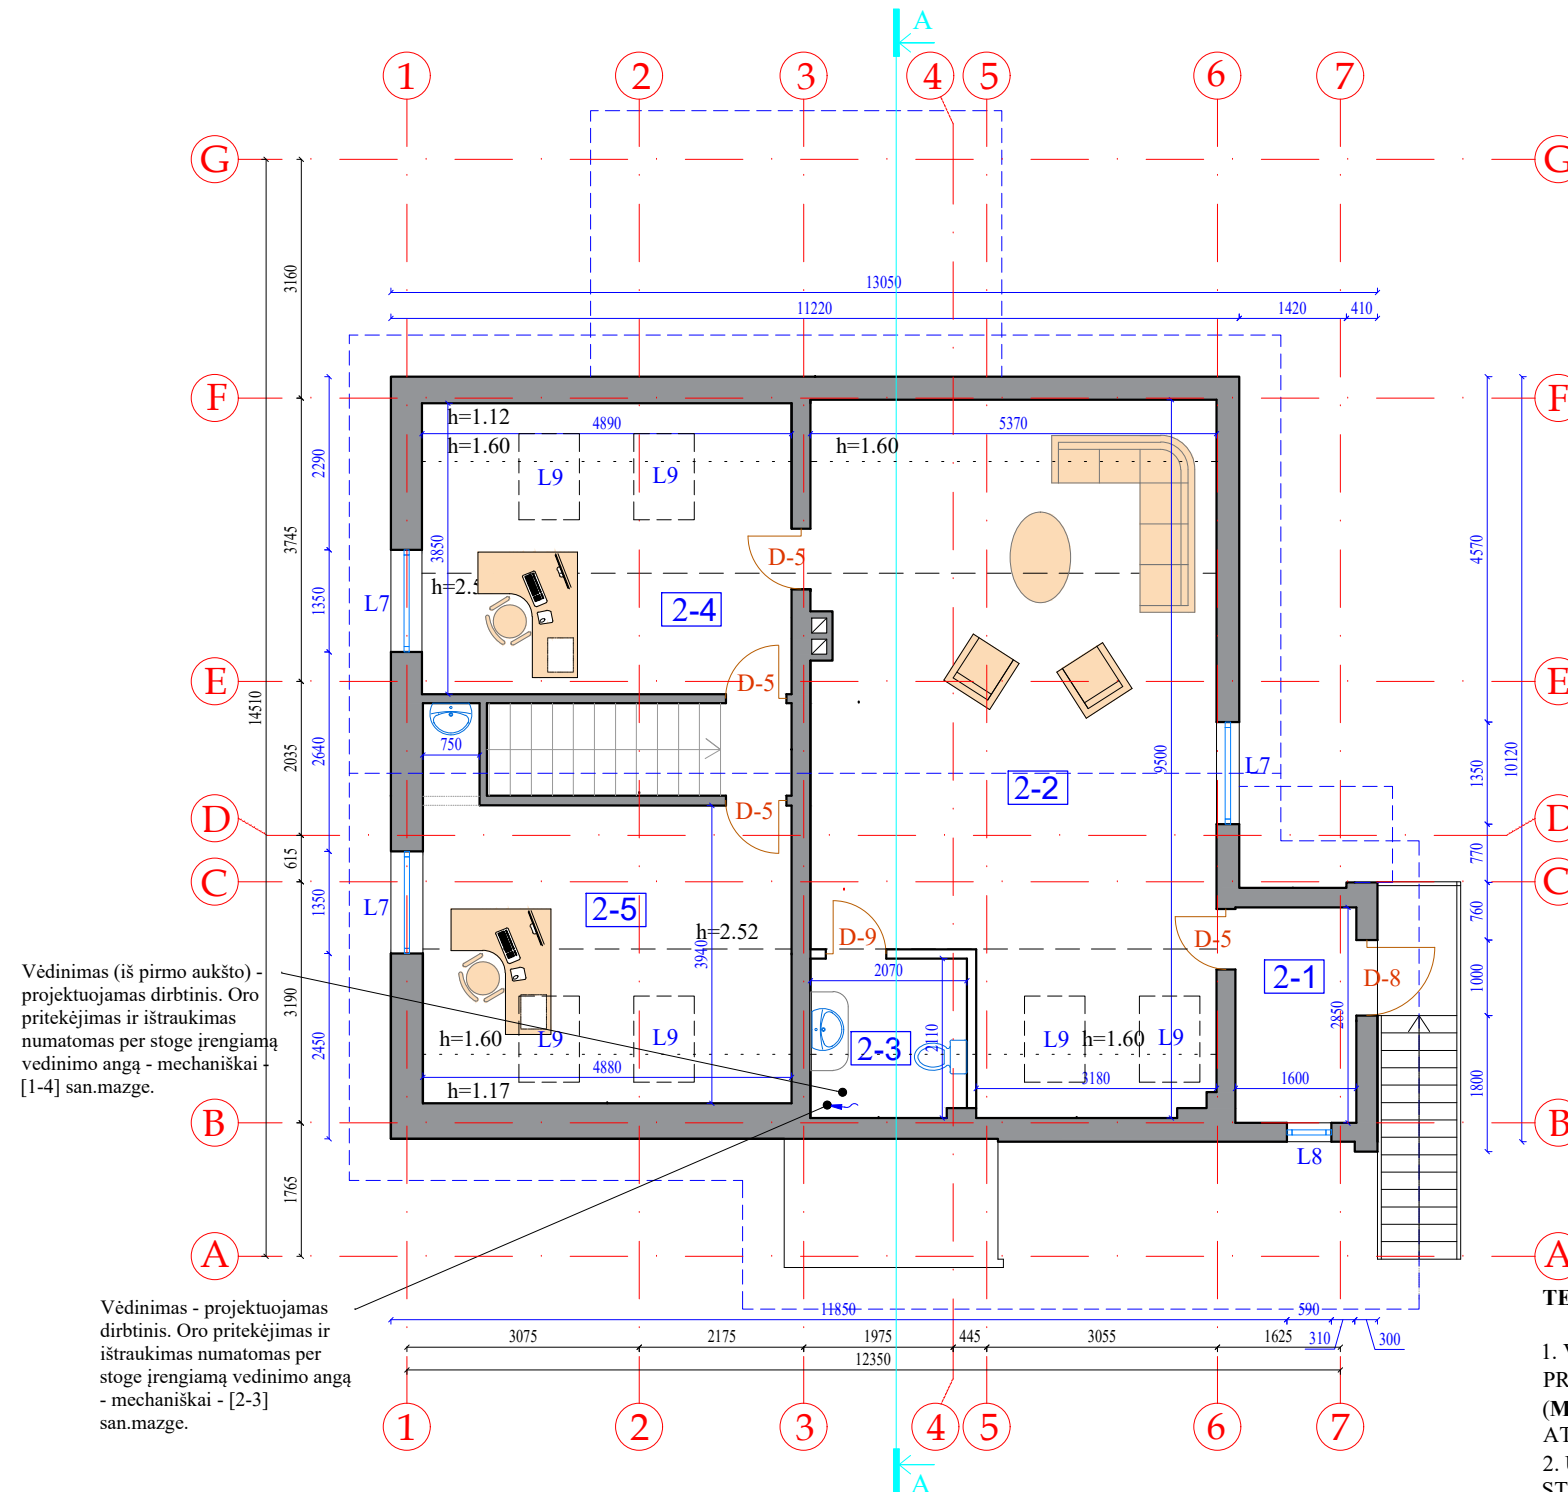 A
1 2 3 4 5 6 7
G G
3160
13050
11220 1420 410
F F
h=1.12
4890 5370
h=1.60 h=1.60
L9 L9
2290
3745
3850
4570
D-5
1350
L7
2-4
E E
D-5
14510
2035
2640
750
9500
1350
10120
L7
2-2
D D
D-5
615
770
C C
1350
L7
2-5
760
h=2.52
3940
D-9 D-5
2070
2-1
D-8
1000
2850
Vėdinimas (iš pirmo aukšto) -
projektuojamas dirbtinis. Oro
pritekėjimas ir ištraukimas
numatomas per stoge įrengiamą
vedinimo angą - mechaniškai -
[1-4] san.mazge.
3190
2450
h=1.60
L9 L9
2-3
2110
L9 h=1.60 L9
4880 3180 1600
h=1.17
1800
B B
L8
1765
A A
Vėdinimas - projektuojamas
dirbtinis. Oro pritekėjimas ir
ištraukimas numatomas per
stoge įrengiamą vedinimo angą
- mechaniškai - [2-3]
san.mazge.
11850 590
3075 2175 1975 445 3055 1625 310 300
12350
1 2 3 4 5 6 7
A
1.
2.